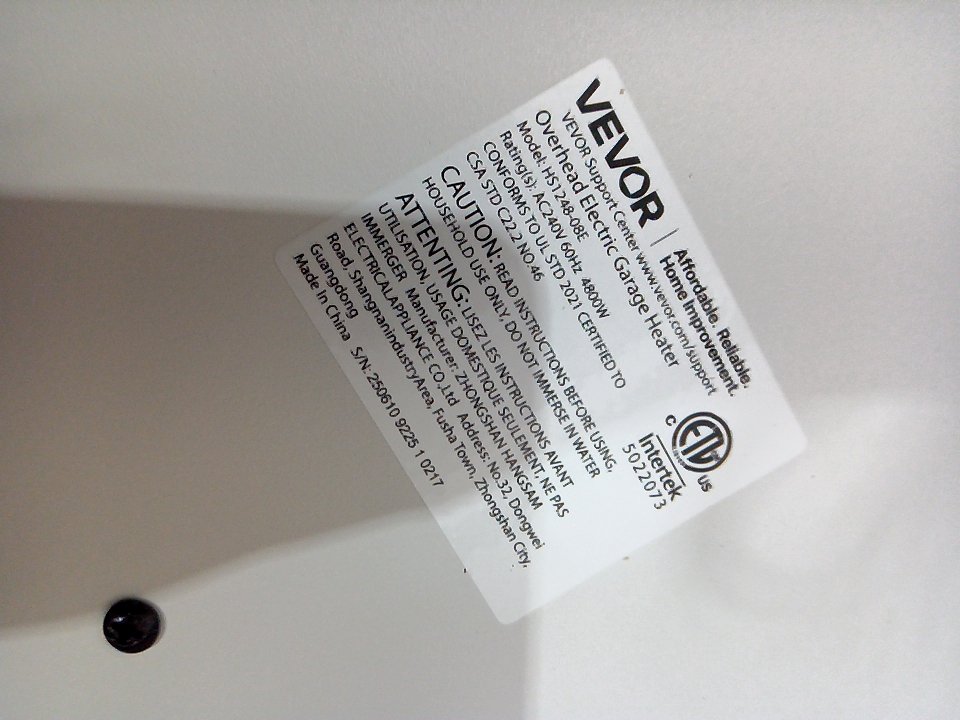 VEVOR | Affordable. Reliable.
Home Improvement.
VEVOR Support Center www.vevor.com/support
Overhead Electric Garage Heater
Model: HS1248-08E
Rating(s): AC240V 60Hz 4800W
CONFORMS TO UL STD 2021 CERTIFIED TO
CSA STD C22.2 NO.46
C ETL US
Intertek
5022073
CAUTION: READ INSTRUCTIONS BEFORE USING,
HOUSEHOLD USE ONLY. DO NOT IMMERSE IN WATER
ATTENTING: LISEZ LES INSTRUCTIONS AVANT
UTILISATION, USAGE DOMESTIQUE SEULEMENT, NE PAS
IMMERGER Manufacturer: ZHONGSHAN HANGSAM
ELECTRICALAPPLIANCE CO.,Ltd Address: No.32, Dongwei
Road, ShangnanindustryArea, Fusha Town, Zhongshan City,
Guangdong
Made In China S/N: 250610 9225 1 0217